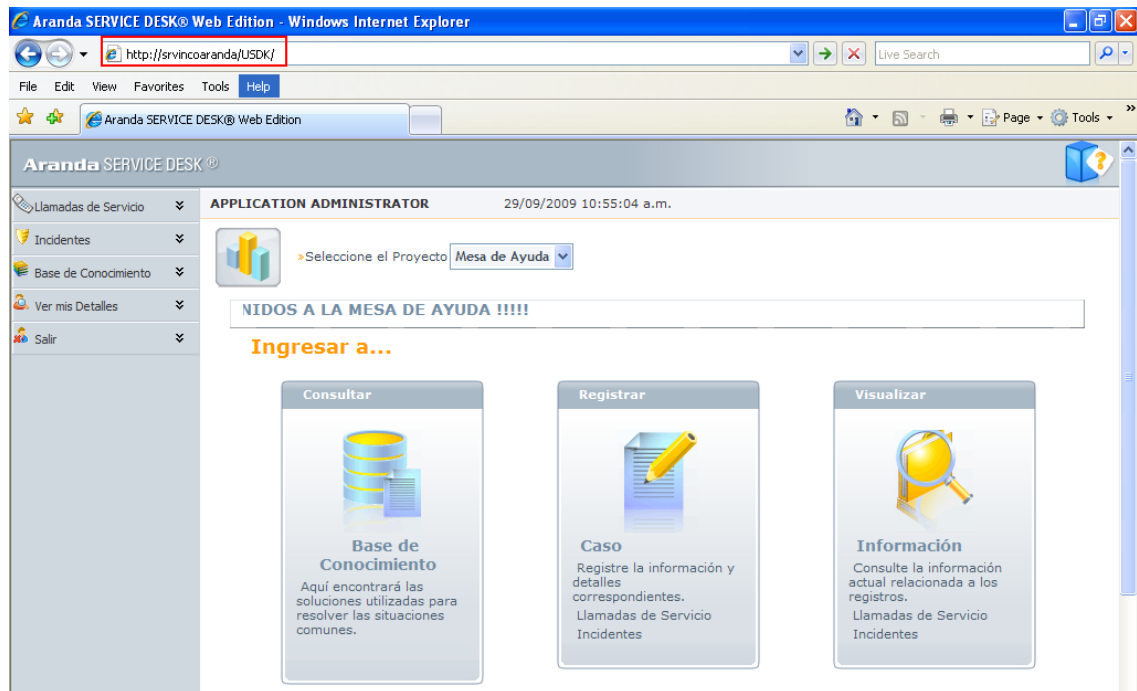 Aranda SERVICE DESK® Web Edition - Windows Internet Explorer
http://srvincoaranda/USDK/
Live Search
File Edit View Favorites Tools Help
Aranda SERVICE DESK® Web Edition
Page Tools
Aranda SERVICE DESK ®
Llamadas de Servicio
Incidentes
Base de Conocimiento
Ver mis Detalles
Salir
APPLICATION ADMINISTRATOR 29/09/2009 10:55:04 a.m.
»Seleccione el Proyecto Mesa de Ayuda
NIDOS A LA MESA DE AYUDA !!!!!
Ingresar a...
Consultar
Base de
Conocimiento
Aquí encontrará las
soluciones utilizadas para
resolver las situaciones
comunes.
Registrar
Caso
Registre la información y
detalles
correspondientes.
Llamadas de Servicio
Incidentes
Visualizar
Información
Consulte la información
actual relacionada a los
registros.
Llamadas de Servicio
Incidentes